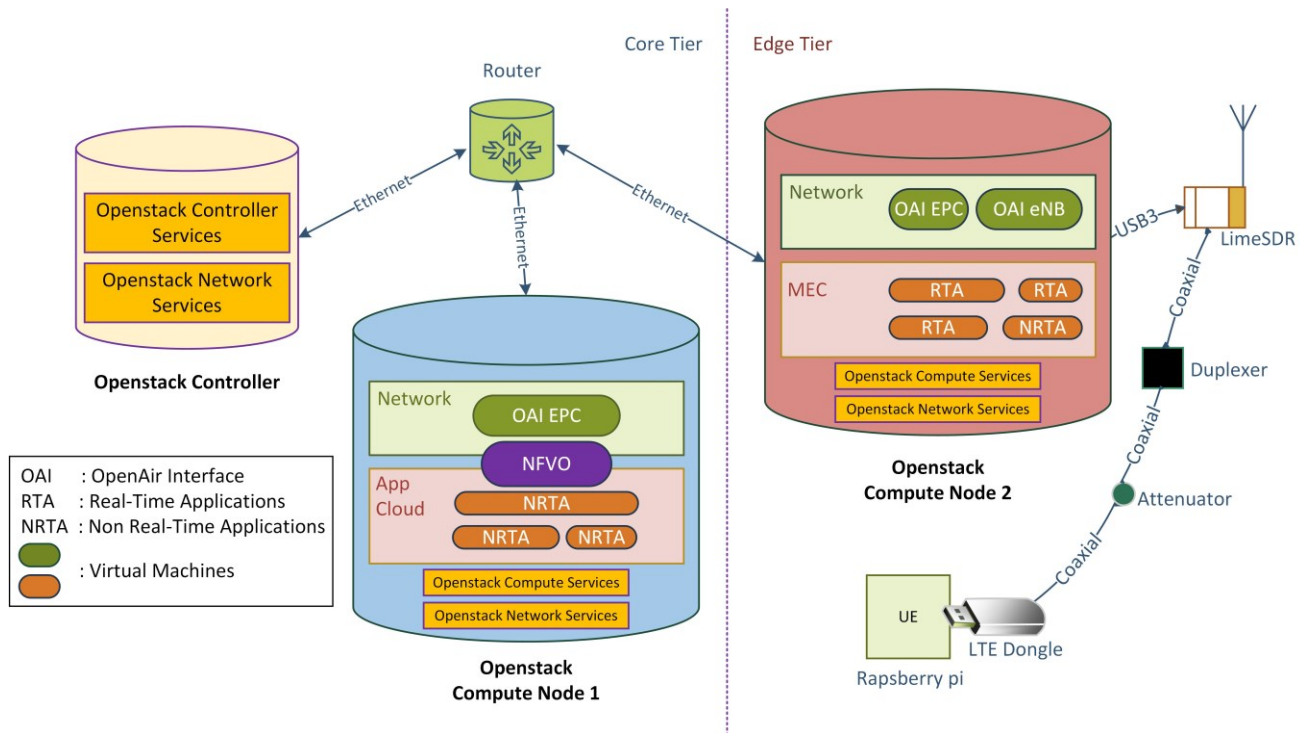 Core Tier
Edge Tier
Router
Ethernet
Ethernet
Ethernet
Openstack Controller
Services
Openstack Network
Services
Openstack Controller
Network
OAI EPC
OAI eNB
MEC
RTA
RTA
RTA
NRTA
Openstack Compute Services
Openstack Network Services
Openstack
Compute Node 2
USB3
LimeSDR
Coaxial
Duplexer
Coaxial
Attenuator
Coaxial
UE
LTE Dongle
Rapsberry pi
Network
OAI EPC
NFVO
App
Cloud
NRTA
NRTA
NRTA
Openstack Compute Services
Openstack Network Services
Openstack
Compute Node 1
OAI : OpenAir Interface
RTA : Real-Time Applications
NRTA : Non Real-Time Applications
: Virtual Machines